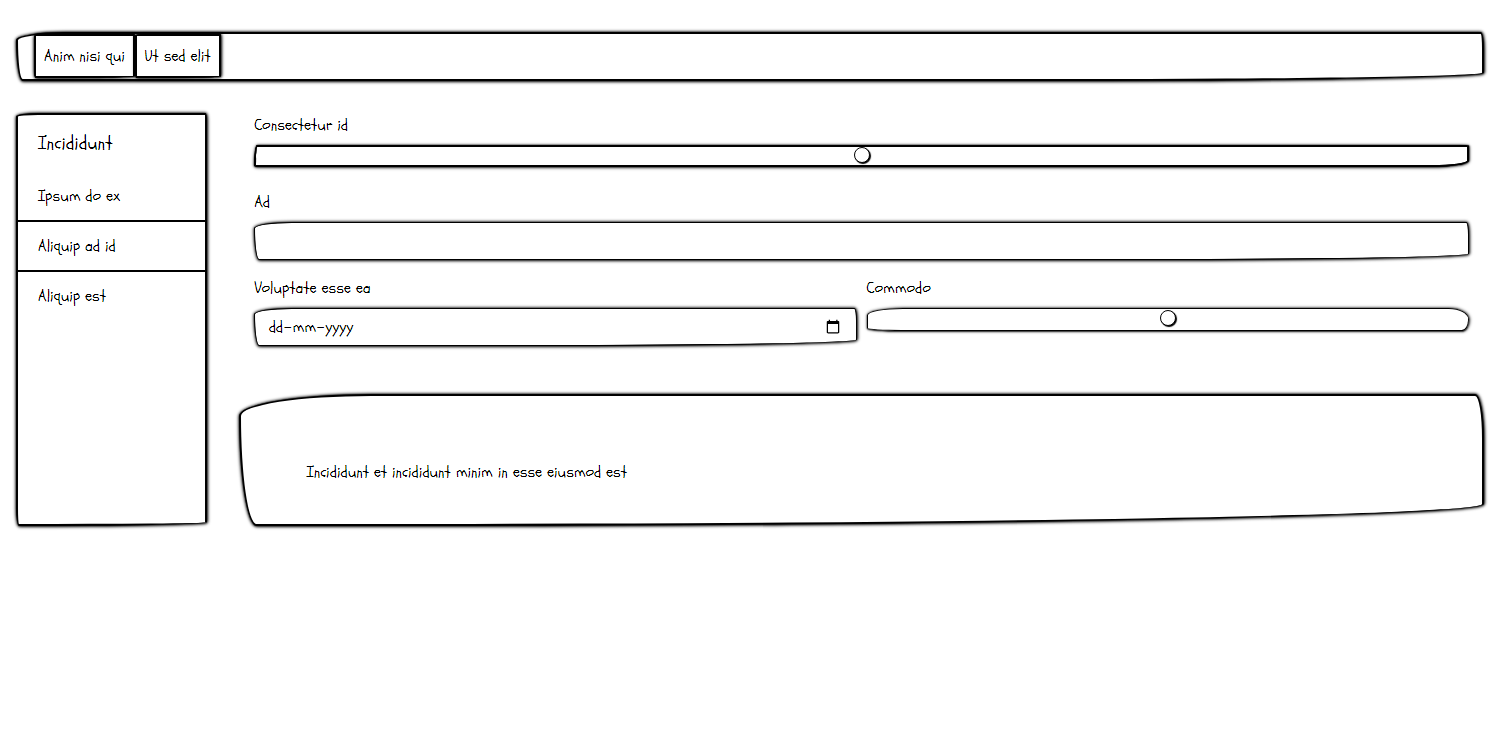 Anim nisi qui
Ut sed elit
Incididunt
Ipsum do ex
Aliquip ad id
Aliquip est
Consectetur id
Ad
Voluptate esse ea
Commodo
dd-mm-yyyy
Incididunt et incididunt minim in esse eiusmod est